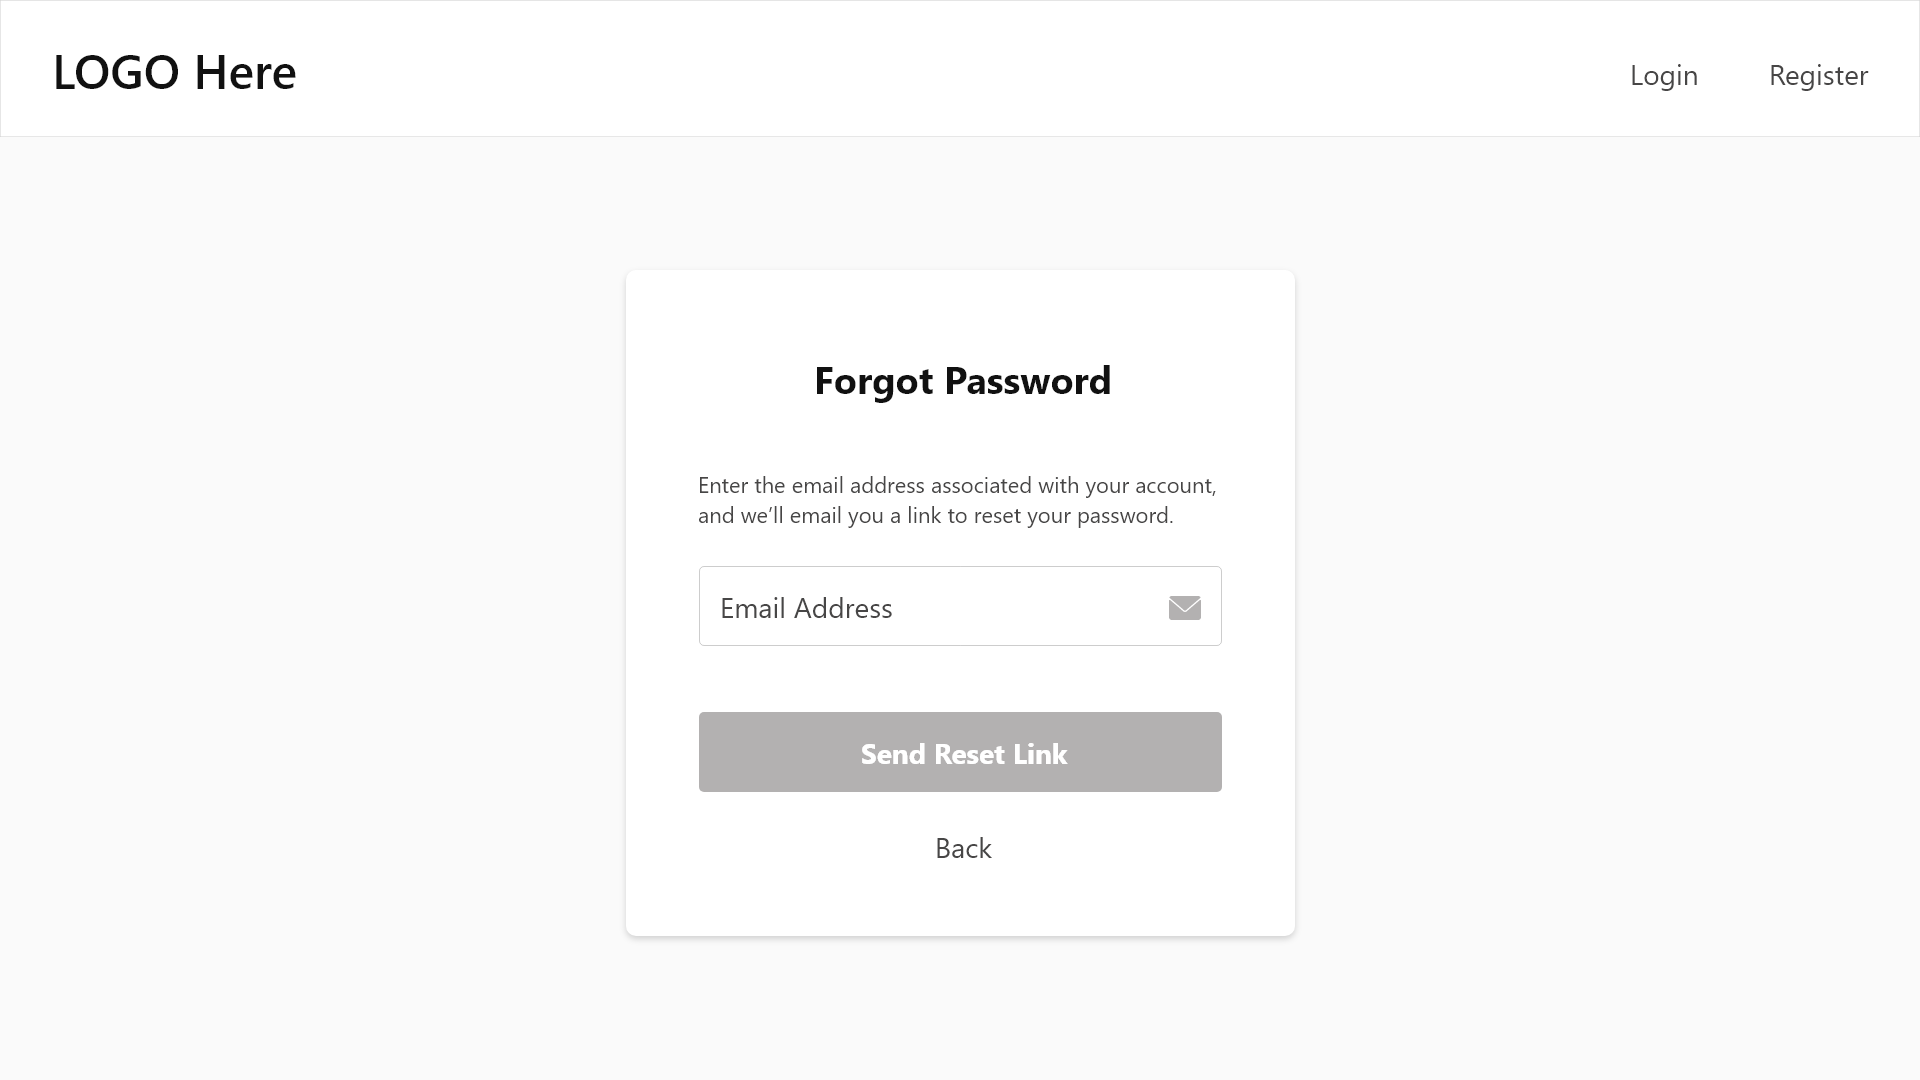 LOGO Here
Login
Register
Forgot Password
Enter the email address associated with your account,
and we’ll email you a link to reset your password.
Email Address
Send Reset Link
Back